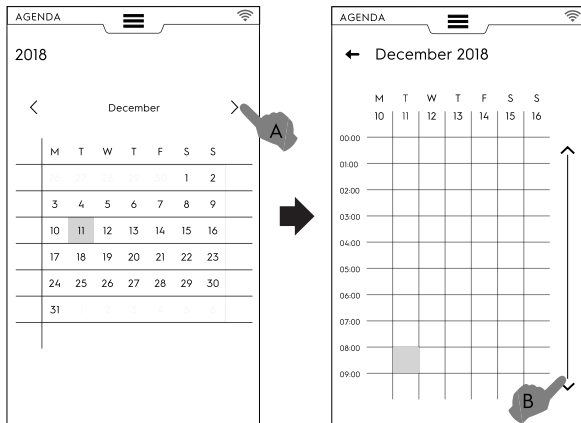 AGENDA
2018
December
A
M T W T F S S
26 27 28 29 30 1 2
3 4 5 6 7 8 9
10 11 12 13 14 15 16
17 18 19 20 21 22 23
24 25 26 27 28 29 30
31 1 2 3 4 5 6
AGENDA
December 2018
M T W T F S S
10 11 12 13 14 15 16
00:00
01:00
02:00
03:00
04:00
05:00
06:00
07:00
08:00
09:00
B